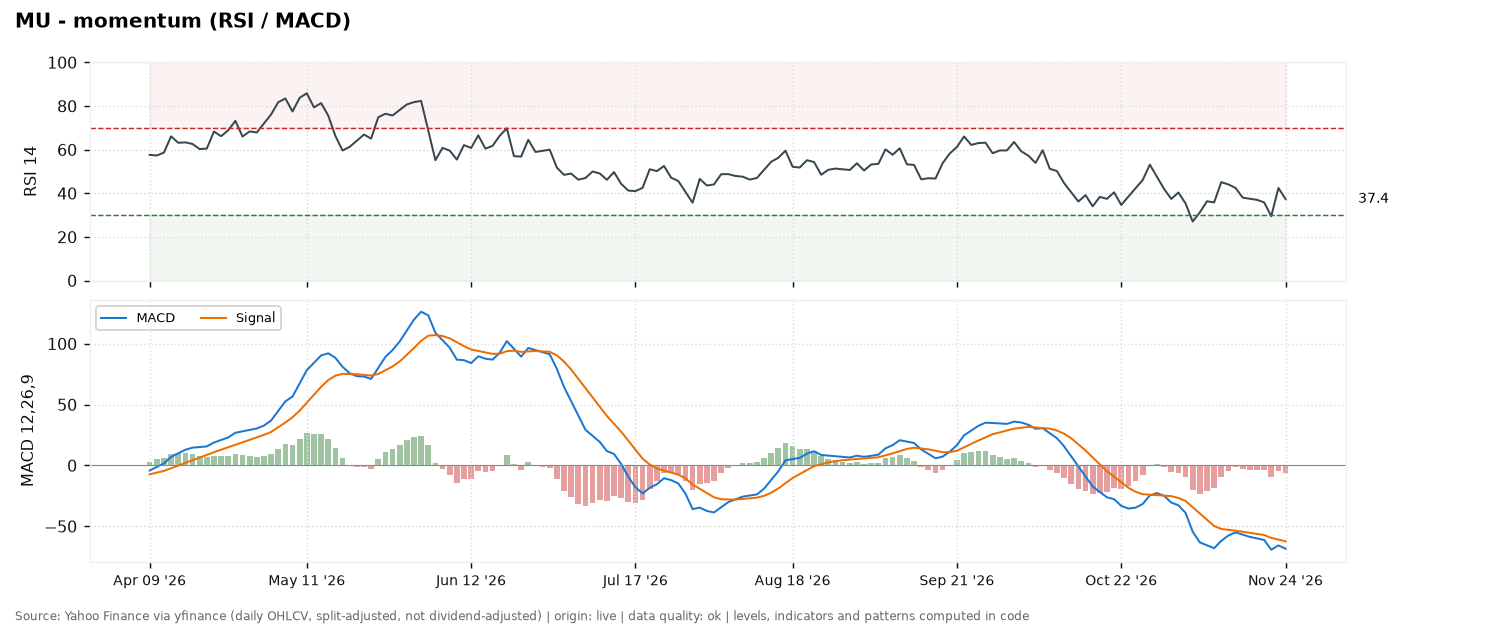 MU - momentum (RSI / MACD)
100
80
60
40
20
0
RSI 14
37.4
MACD
Signal
100
50
0
−50
MACD 12,26,9
Apr 09 '26
May 11 '26
Jun 12 '26
Jul 17 '26
Aug 18 '26
Sep 21 '26
Oct 22 '26
Nov 24 '26
Source: Yahoo Finance via yfinance (daily OHLCV, split-adjusted, not dividend-adjusted) | origin: live | data quality: ok | levels, indicators and patterns computed in code